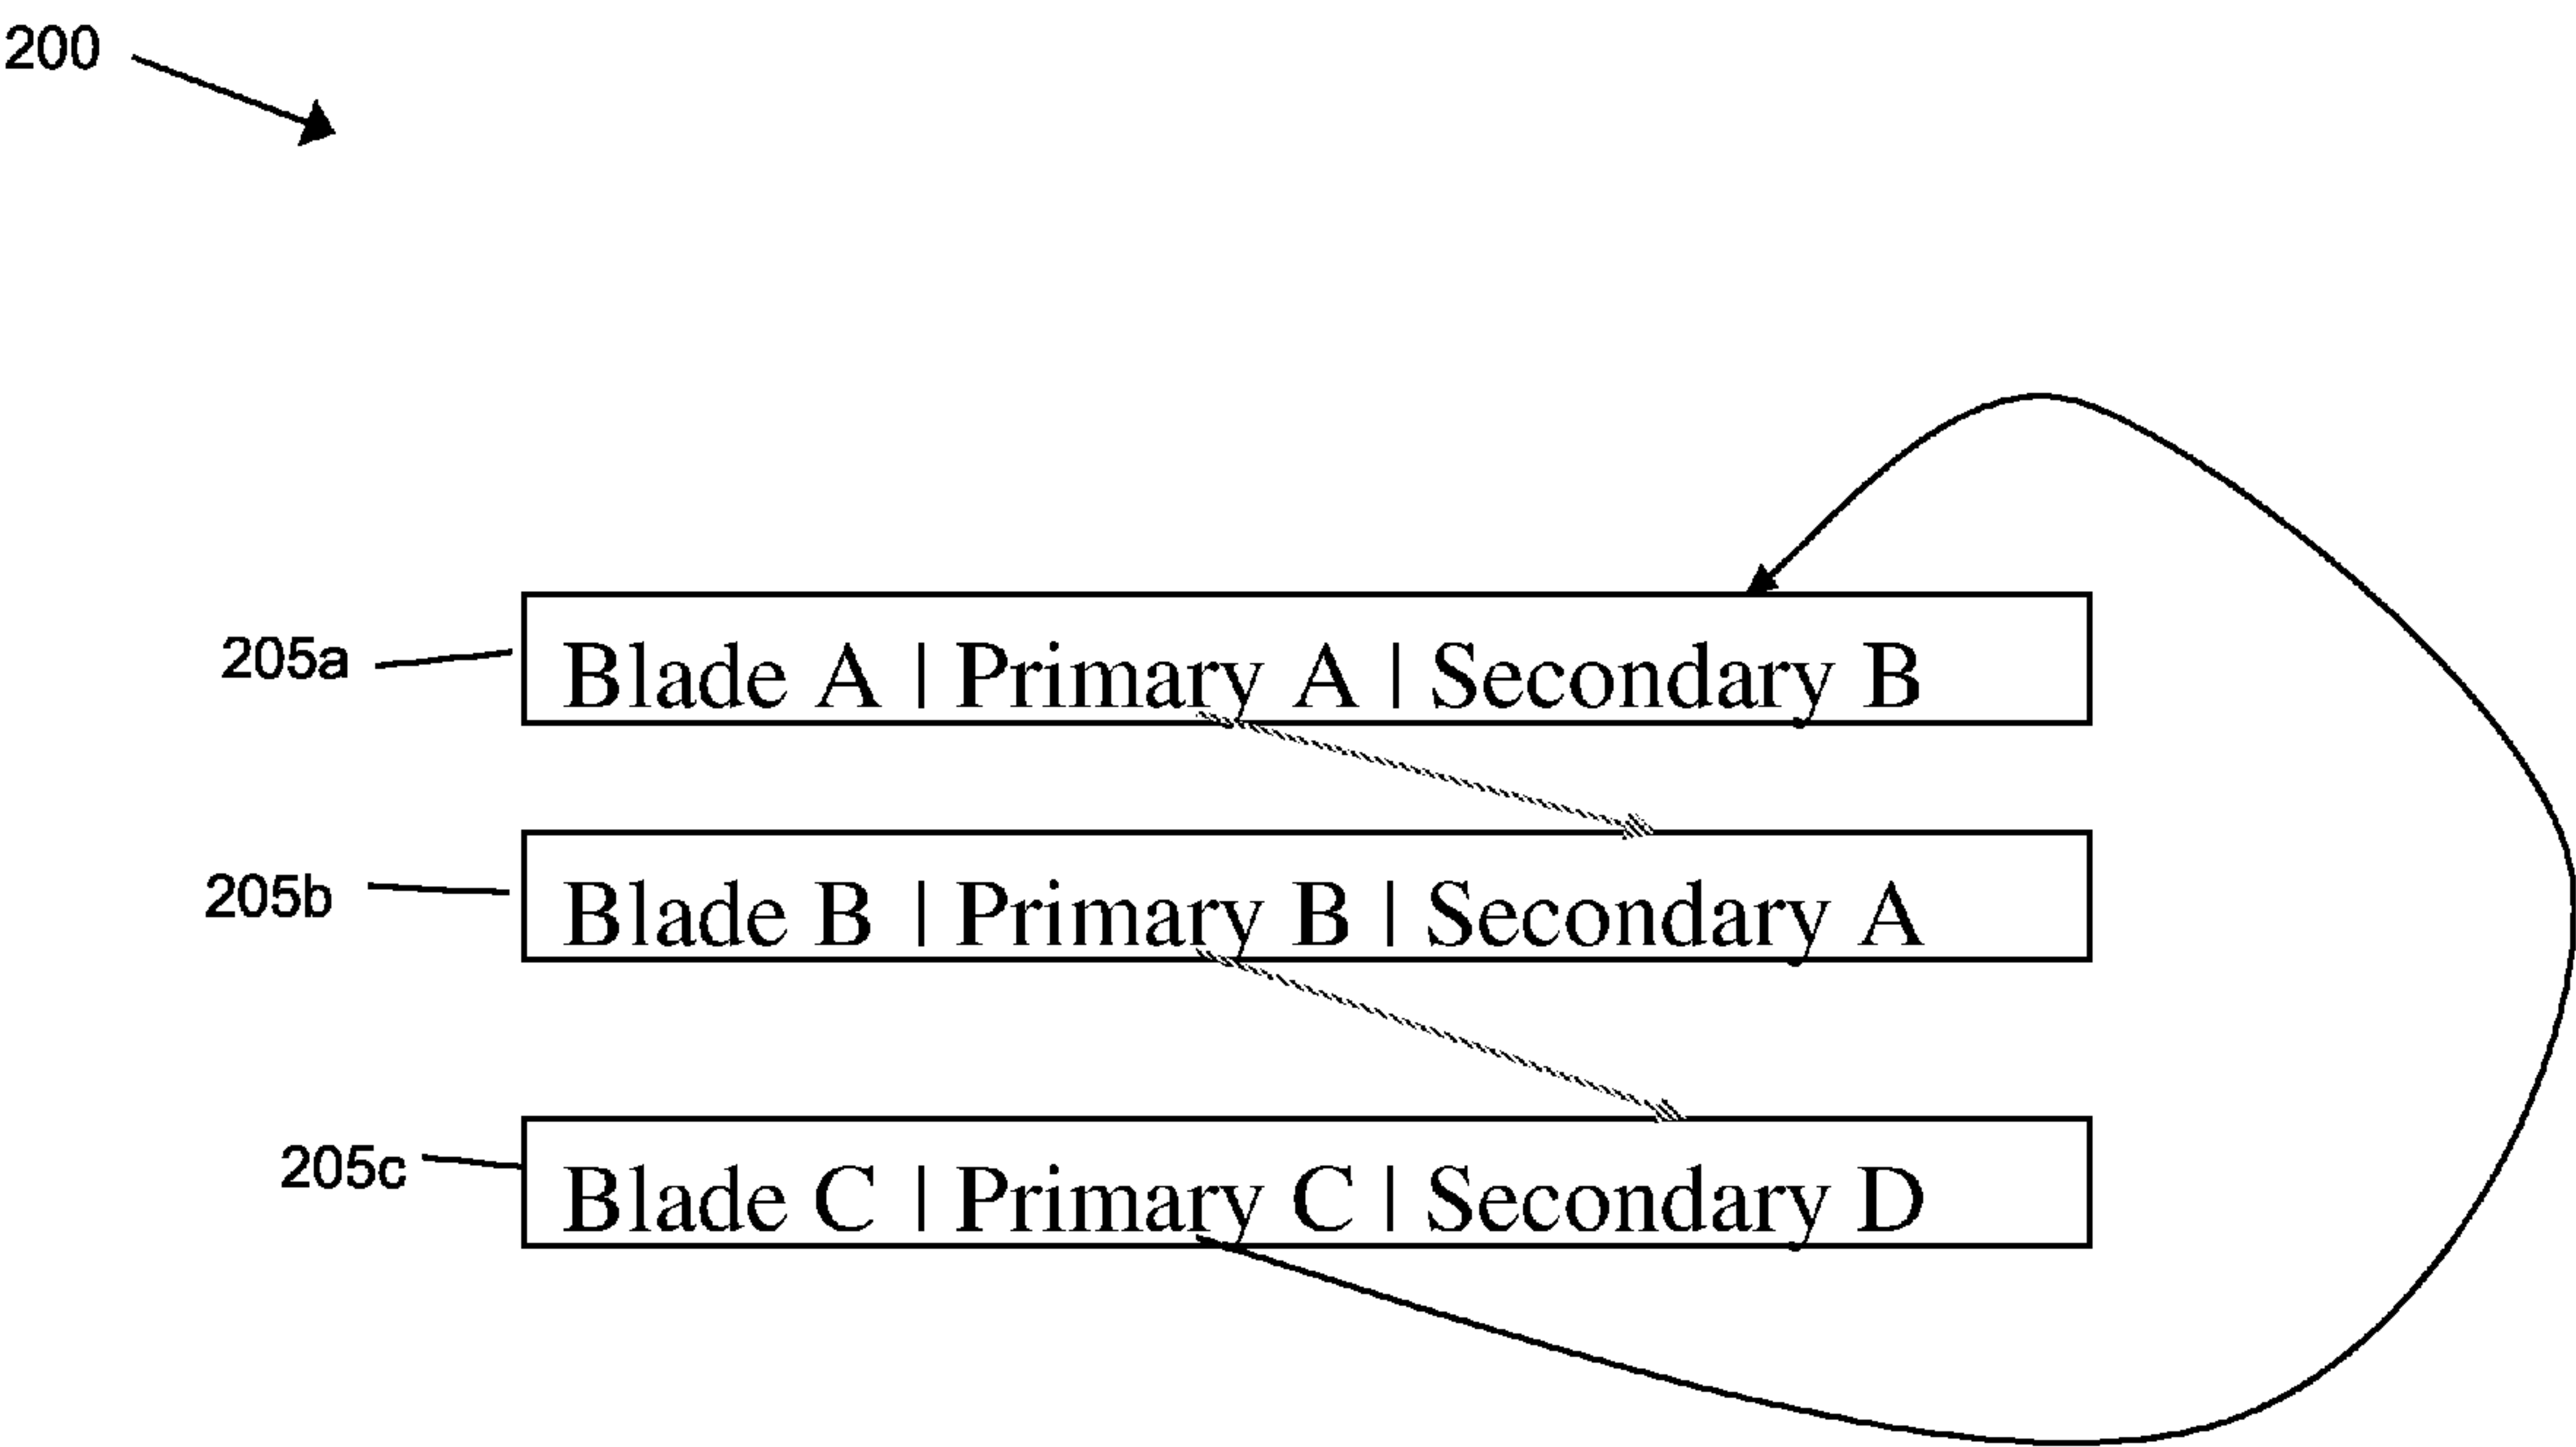 200
205a
Blade A | Primary A | Secondary B
205b
Blade B | Primary B | Secondary A
205c
Blade C | Primary C | Secondary D